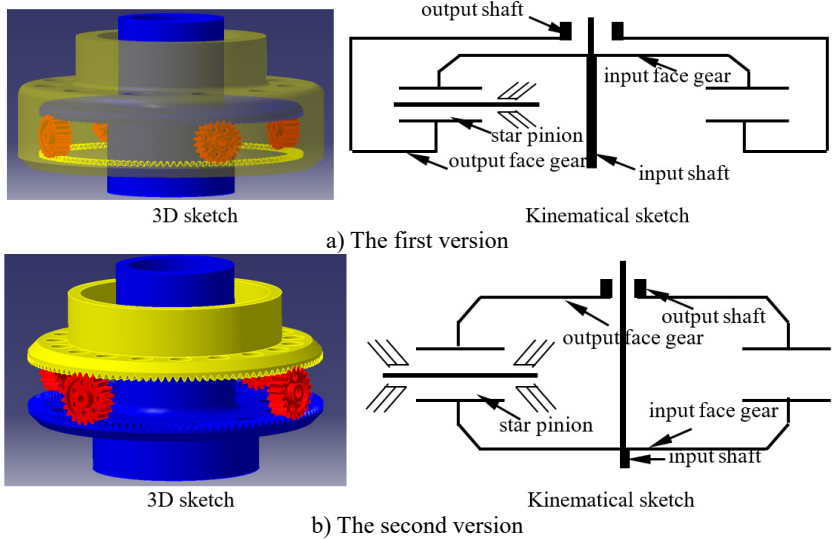 output shaft
input face gear
star pinion
output face gear
input shaft
3D sketch
Kinematical sketch
a) The first version
output shaft
output face gear
input face gear
star pinion
input shaft
3D sketch
Kinematical sketch
b) The second version